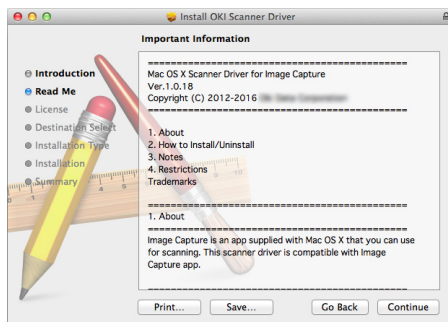 Install OKI Scanner Driver
Important Information
Introduction
Read Me
License
Destination Select
Installation Type
Installation
Summary
==============================================
Mac OS X Scanner Driver for Image Capture
Ver.1.0.18
Copyright (C) 2012-2016
==============================================
1. About
2. How to Install/Uninstall
3. Notes
4. Restrictions
Trademarks
==============================================
1. About
==============================================
Image Capture is an app supplied with Mac OS X that you can use
for scanning. This scanner driver is compatible with Image
Capture app.
==============================================
Print...
Save...
Go Back
Continue